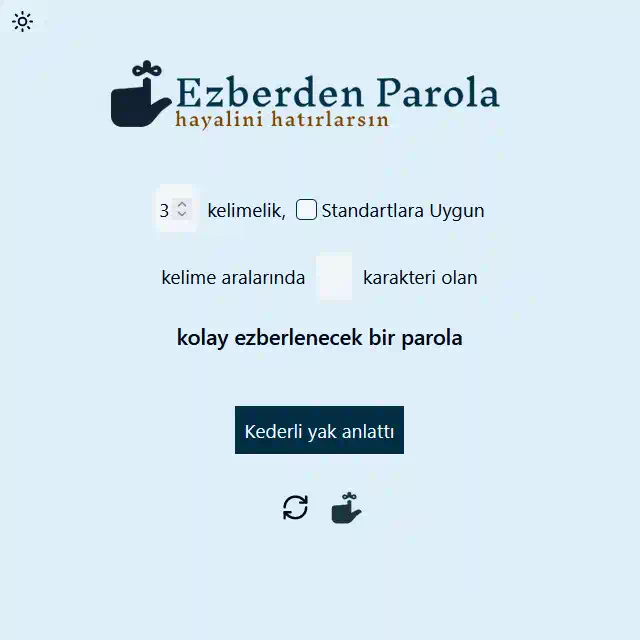 Ezberden Parola
hayalini hatırlarsın
3 kelimelik, Standartlara Uygun
kelime aralarında karakteri olan
kolay ezberlenecek bir parola
Kederli yak anlattı